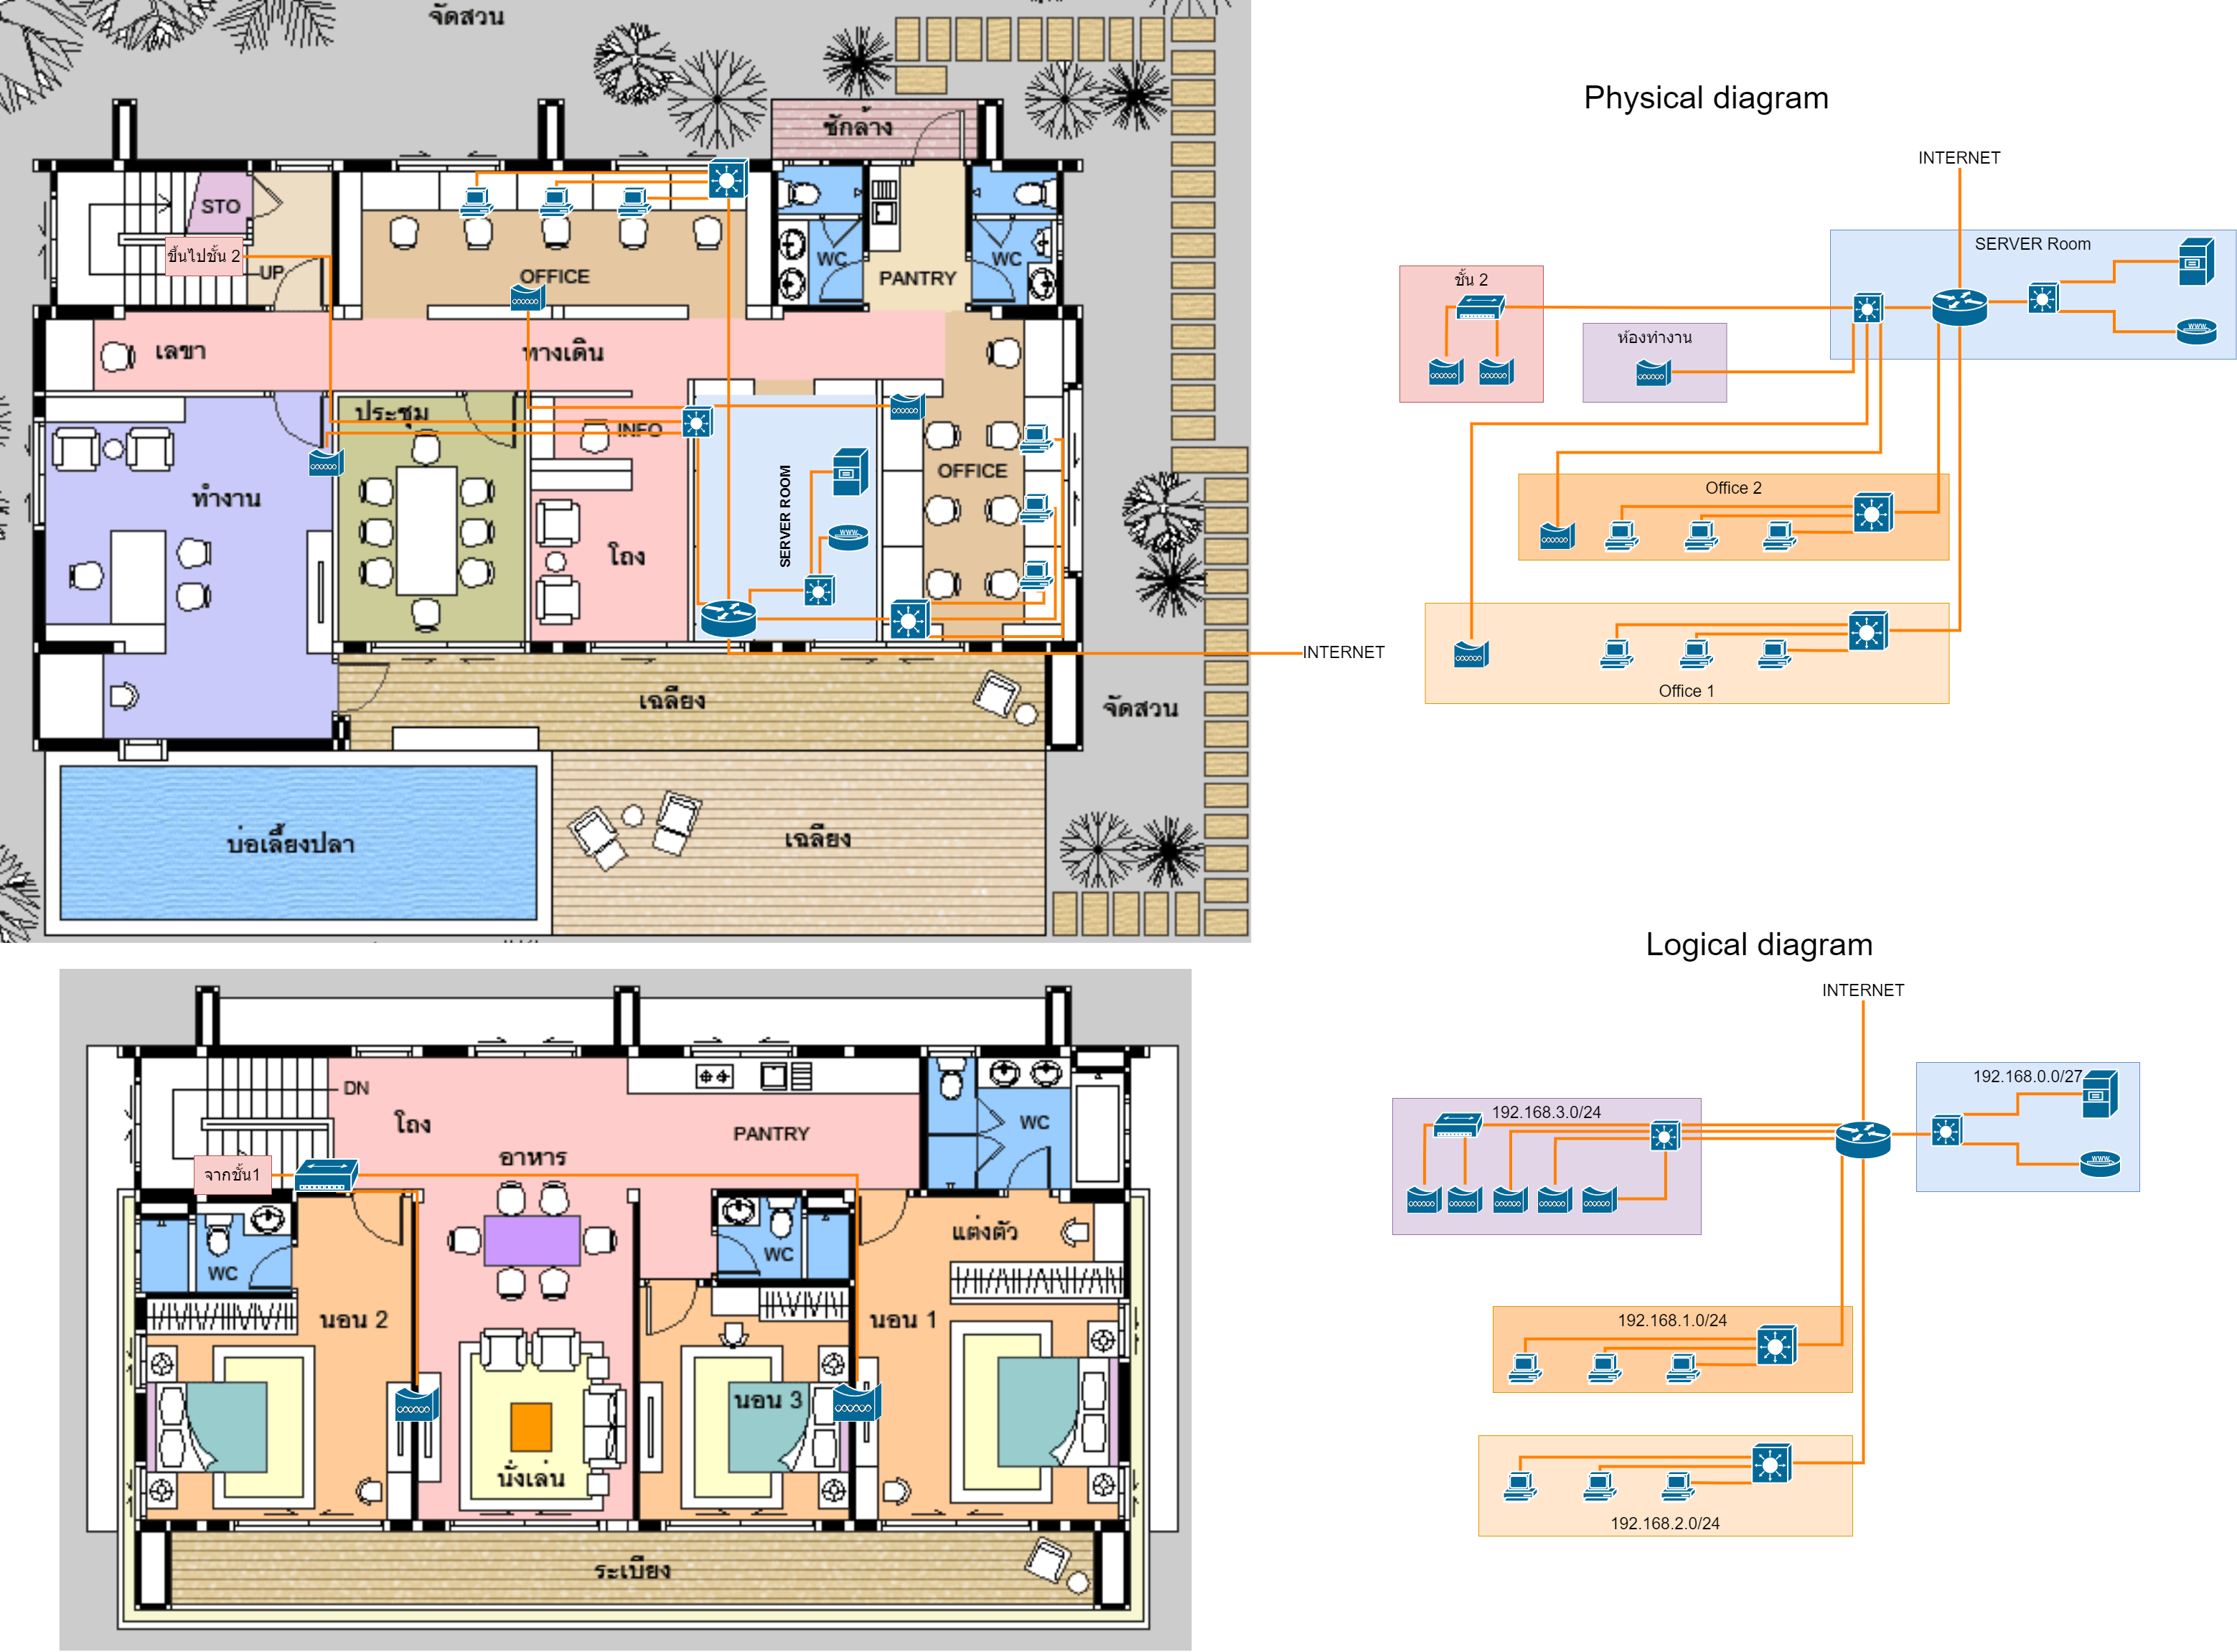 จัดสวน
ซักล้าง
STO
ขึ้นไปชั้น 2
UP
OFFICE
WC
PANTRY
WC
เลขา
ทางเดิน
ประชุม
INFO
ทำงาน
SERVER ROOM
OFFICE
โถง
INTERNET
เฉลียง
จัดสวน
บ่อเลี้ยงปลา
เฉลียง
DN
โถง
PANTRY
WC
อาหาร
จากชั้น1
WC
WC
แต่งตัว
นอน 2
นอน 1
นอน 3
นั่งเล่น
ระเบียง
Physical diagram
INTERNET
SERVER Room
ชั้น 2
WWW
ห้องทำงาน
Office 2
Office 1
Logical diagram
INTERNET
192.168.0.0/27
192.168.3.0/24
WWW
192.168.1.0/24
192.168.2.0/24